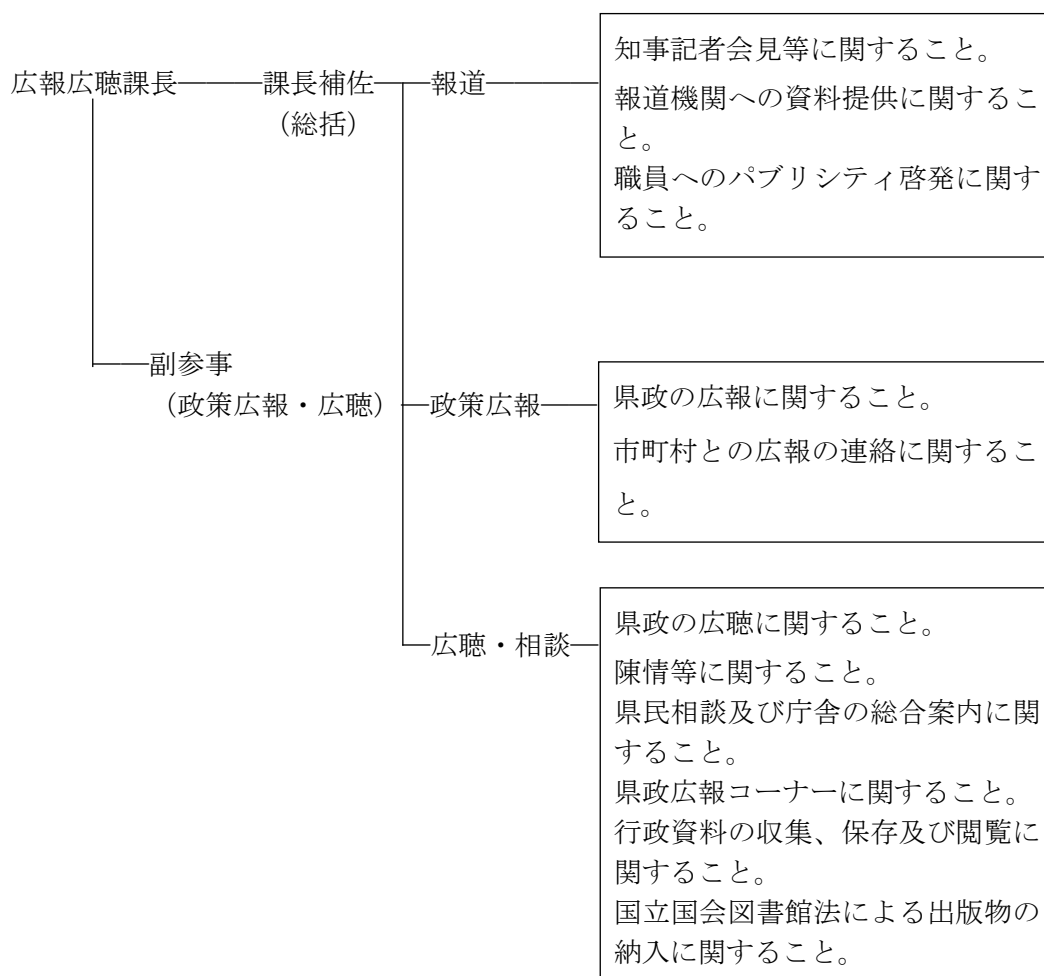 広報広聴課長
課長補佐
(総括)
報道
知事記者会見等に関すること。
報道機関への資料提供に関するこ
と。
職員へのパブリシティ啓発に関す
ること。
副参事
(政策広報・広聴)
政策広報
県政の広報に関すること。
市町村との広報の連絡に関するこ
と。
広聴・相談
県政の広聴に関すること。
陳情等に関すること。
県民相談及び庁舎の総合案内に関
すること。
県政広報コーナーに関すること。
行政資料の収集、保存及び閲覧に
関すること。
国立国会図書館法による出版物の
納入に関すること。